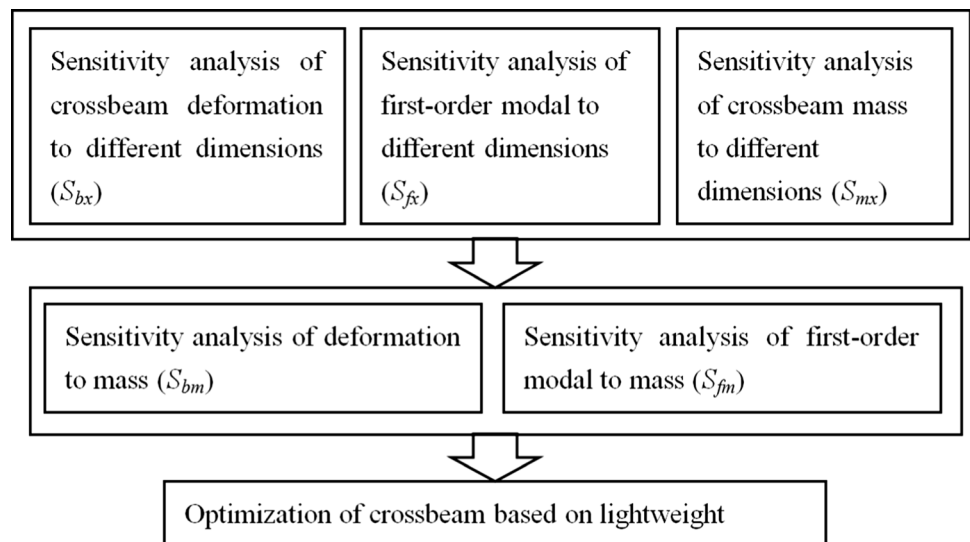 Sensitivity analysis of
crossbeam deformation
to different dimensions
(Sbx)
Sensitivity analysis of
first-order modal to
different dimensions
(Sfx)
Sensitivity analysis
of crossbeam mass
to different
dimensions (Smx)
Sensitivity analysis of deformation
to mass (Sbm)
Sensitivity analysis of first-order
modal to mass (Sfm)
Optimization of crossbeam based on lightweight